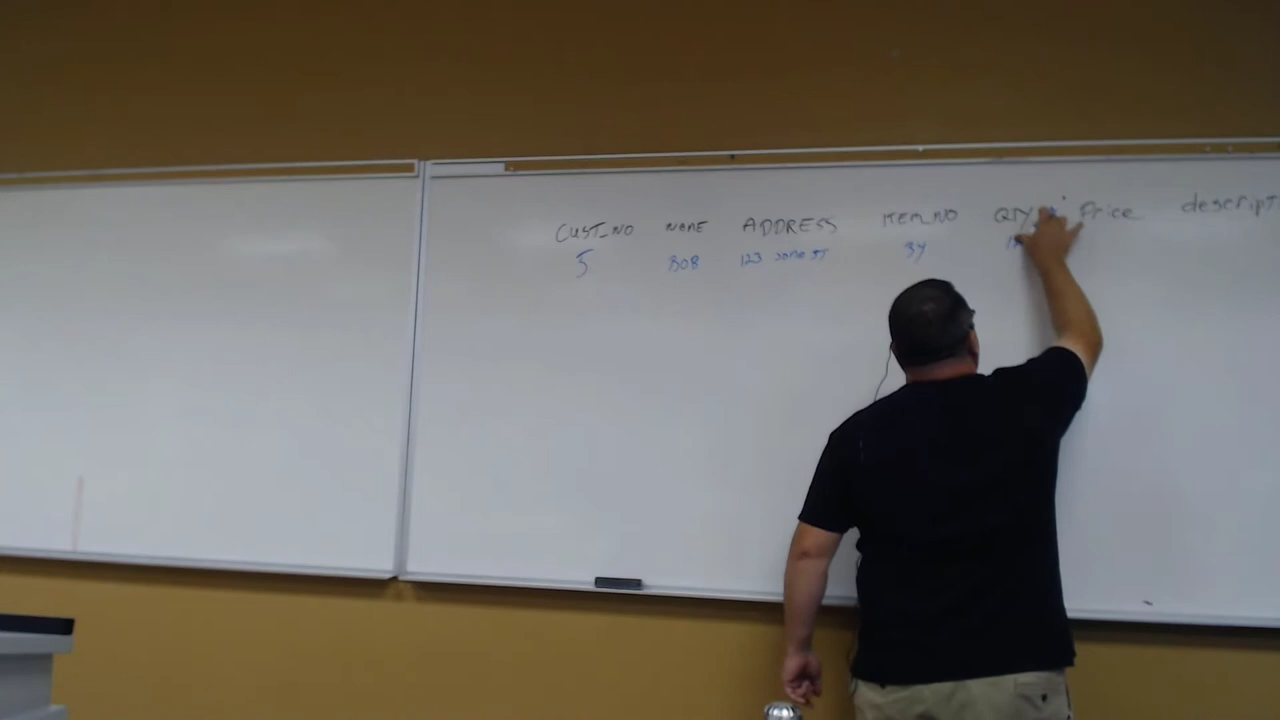 CUST_NO NAME ADDRESS ITEM_NO QTY Price descript
5 BOB 123 some ST 34